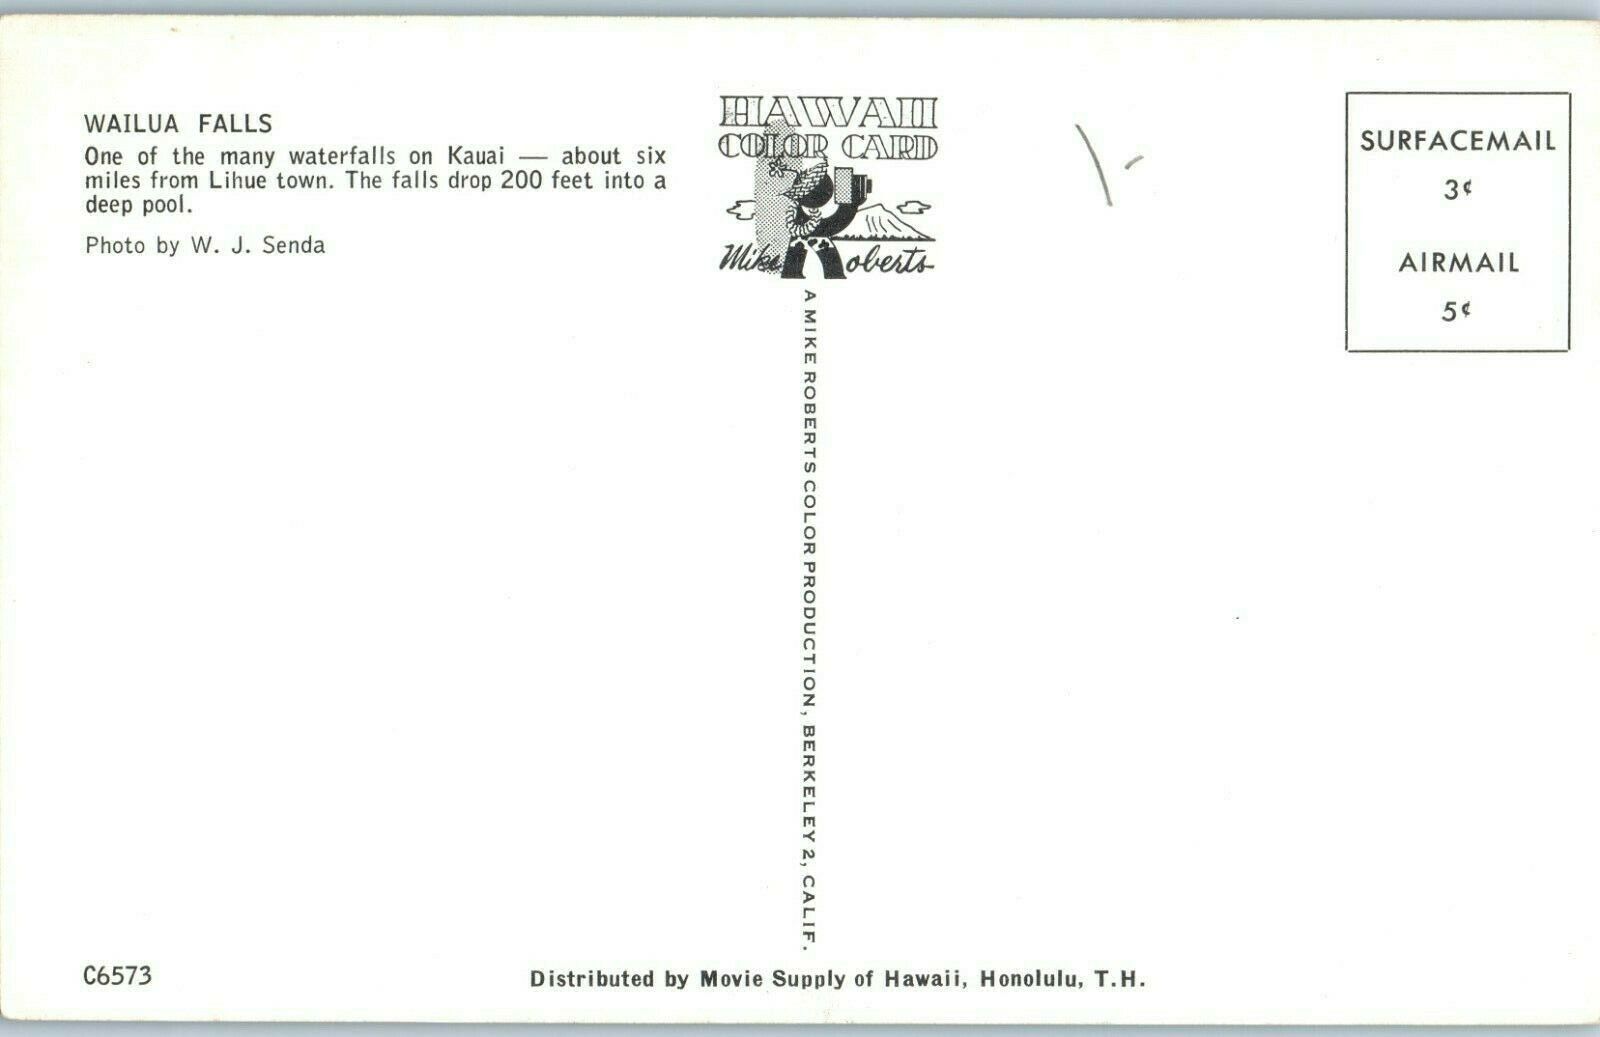 WAILUA FALLS
One of the many waterfalls on Kauai — about six
miles from Lihue town. The falls drop 200 feet into a
deep pool.
Photo by W. J. Senda
HAWAII
COLOR CARD
Mike Roberts
A MIKE ROBERTS COLOR PRODUCTION, BERKELEY 2, CALIF.
1-
SURFACEMAIL
3¢
AIRMAIL
5¢
C6573
Distributed by Movie Supply of Hawaii, Honolulu, T.H.